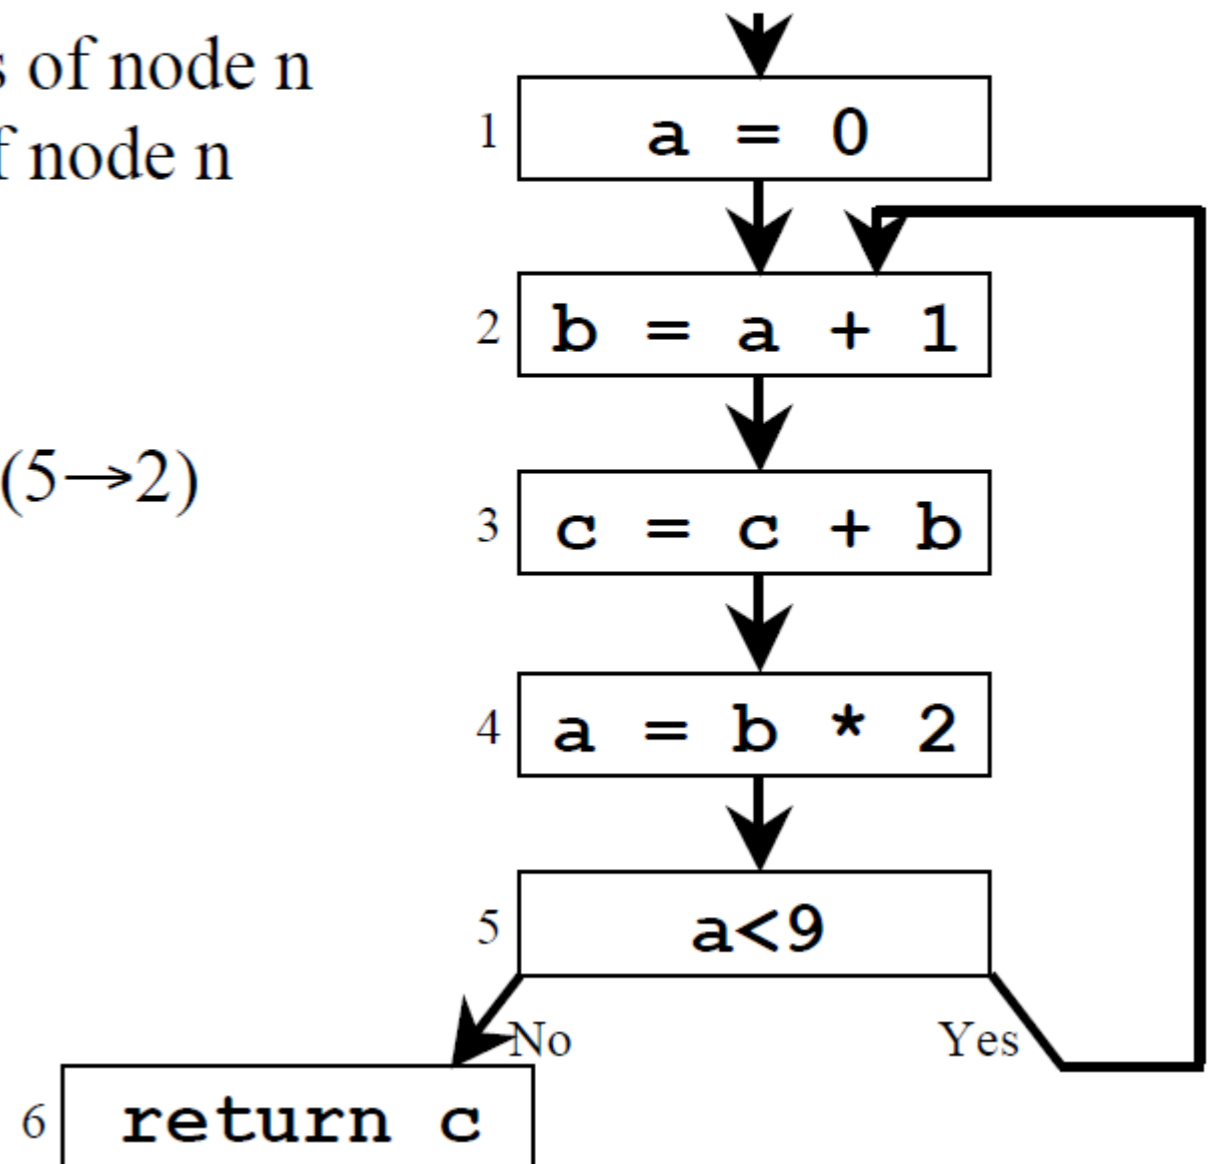 s of node n
f node n
(5→2)
1 a = 0
2 b = a + 1
3 c = c + b
4 a = b * 2
5 a<9
No Yes
6 return c